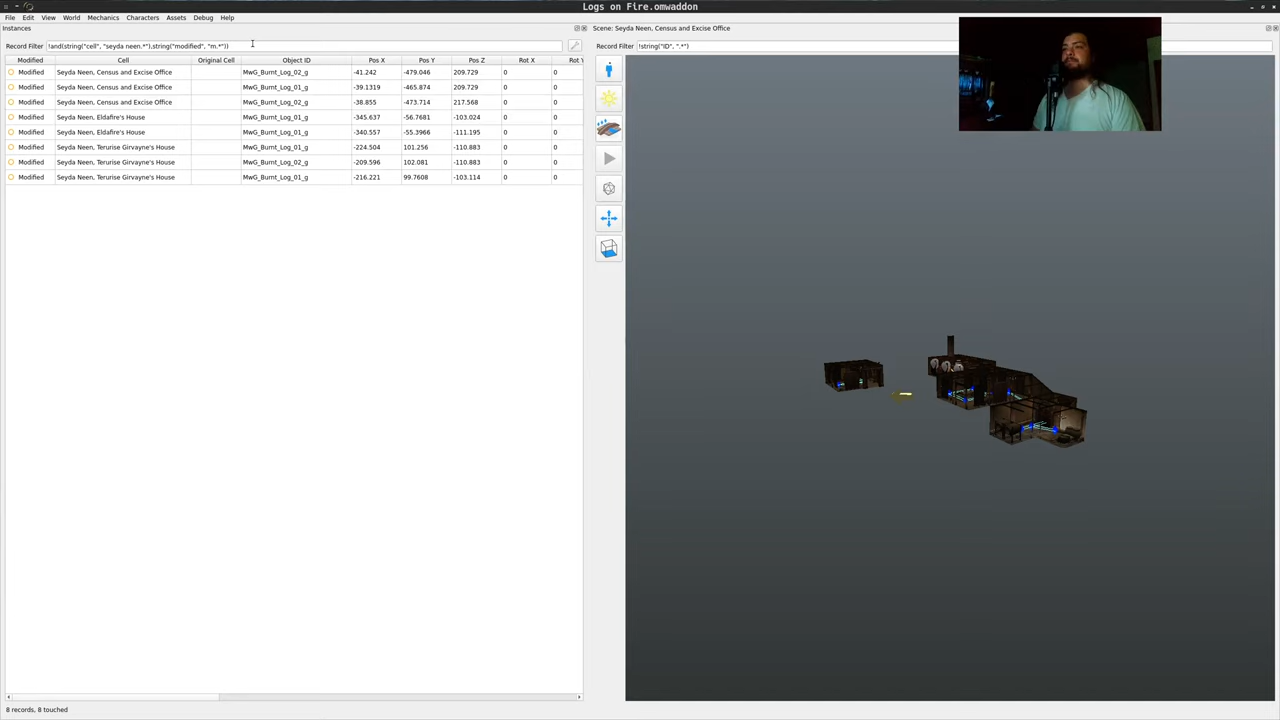 Logs on Fire.omwaddon
File Edit View World Mechanics Characters Assets Debug Help
Instances
Record Filter !and(string("cell", "seyda neen.*"),string("modified", "m.*"))
Modified Cell Original Cell Object ID Pos X Pos Y Pos Z Rot X Rot Y
Modified Seyda Neen, Census and Excise Office MwG_Burnt_Log_02_g -41.242 -479.046 209.729 0 0
Modified Seyda Neen, Census and Excise Office MwG_Burnt_Log_01_g -39.1319 -465.874 209.729 0 0
Modified Seyda Neen, Census and Excise Office MwG_Burnt_Log_02_g -38.855 -473.714 217.568 0 0
Modified Seyda Neen, Eldafire's House MwG_Burnt_Log_01_g -345.637 -56.7681 -103.024 0 0
Modified Seyda Neen, Eldafire's House MwG_Burnt_Log_01_g -340.557 -55.3966 -111.195 0 0
Modified Seyda Neen, Terurise Girvayne's House MwG_Burnt_Log_01_g -224.504 101.256 -110.883 0 0
Modified Seyda Neen, Terurise Girvayne's House MwG_Burnt_Log_02_g -209.596 102.081 -110.883 0 0
Modified Seyda Neen, Terurise Girvayne's House MwG_Burnt_Log_01_g -216.221 99.7608 -103.114 0 0
8 records, 8 touched
Scene: Seyda Neen, Census and Excise Office
Record Filter !string("ID", ".*")